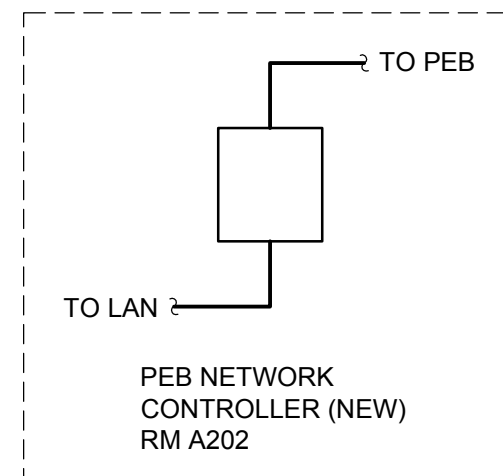 TO PEB
TO LAN
PEB NETWORK
CONTROLLER (NEW)
RM A202